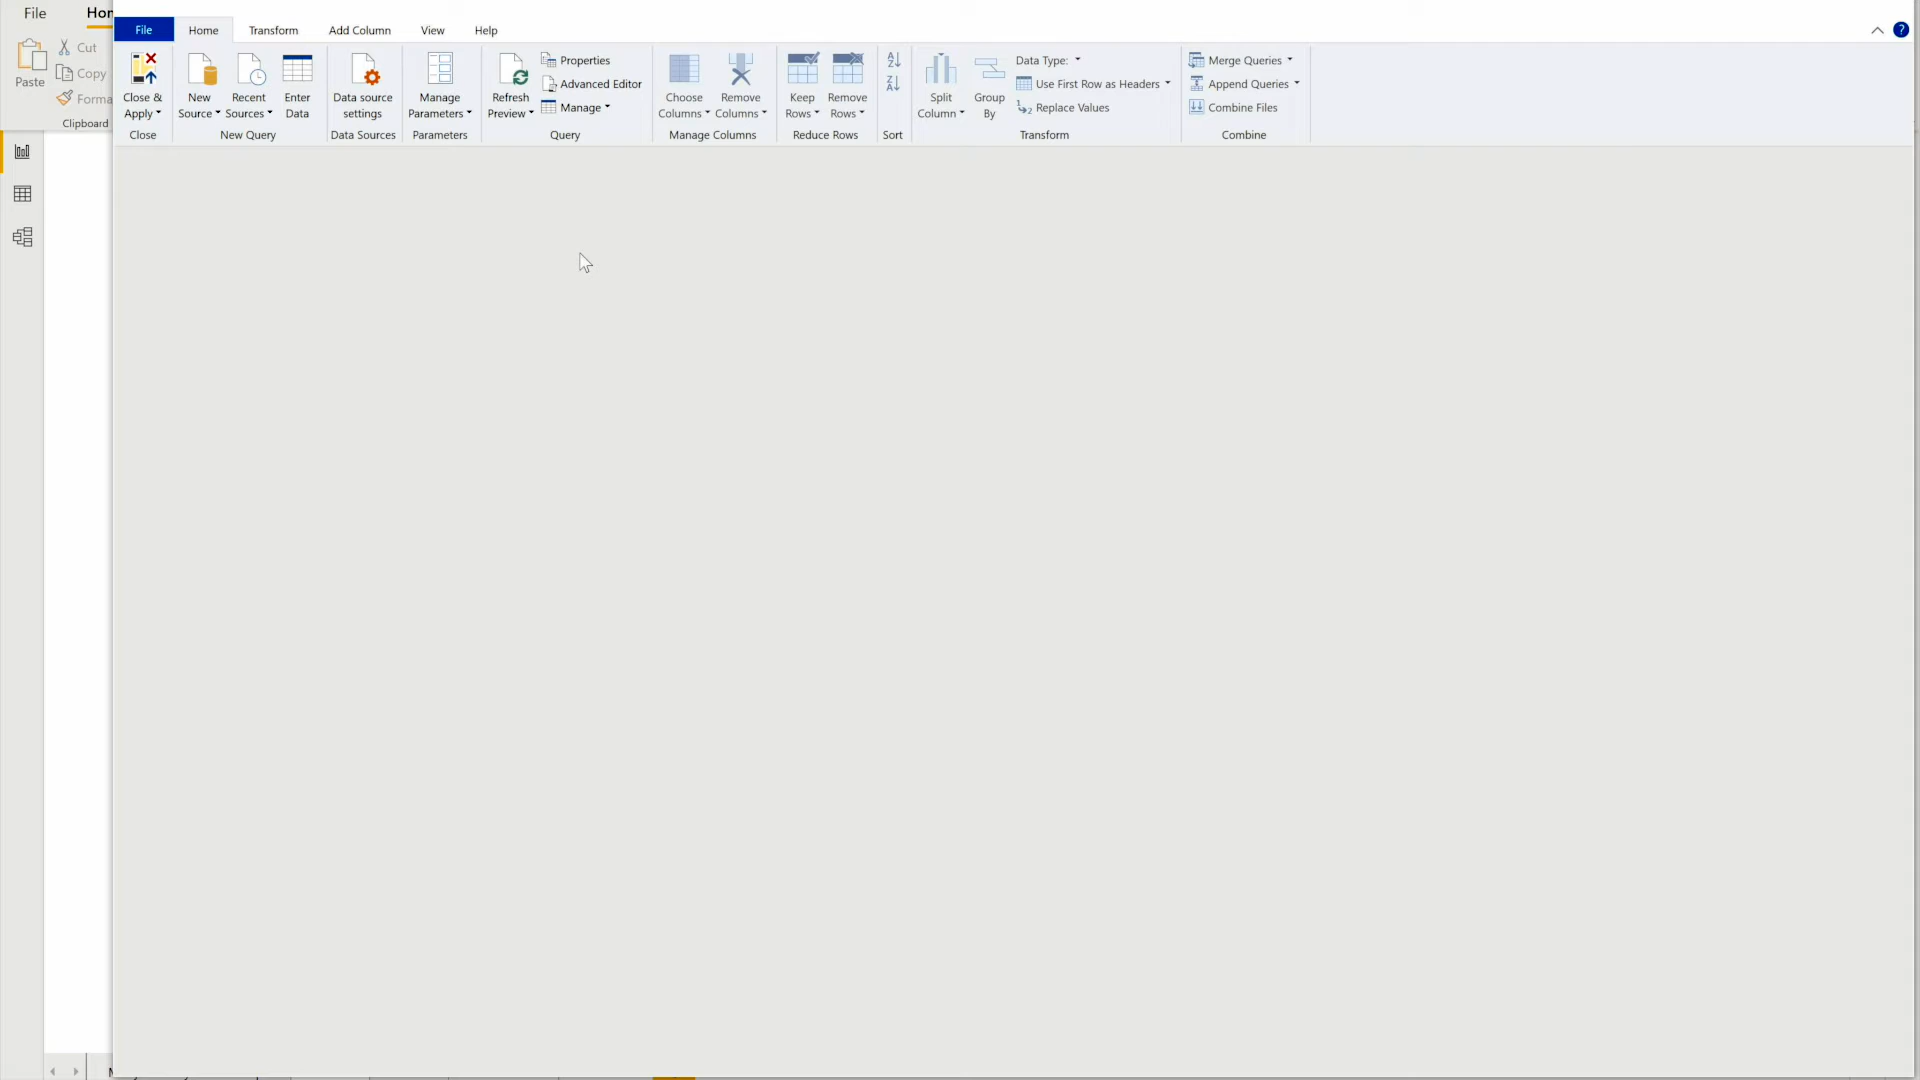 File
Hon
Paste
Cut
Copy
Forma
Clipboard
File Home Transform Add Column View Help
?
Close & Apply
Close
New Source
Recent Sources
Enter Data
New Query
Data source settings
Data Sources
Manage Parameters
Parameters
Refresh Preview
Properties
Advanced Editor
Manage
Query
Choose Columns
Remove Columns
Manage Columns
Keep Rows
Remove Rows
Reduce Rows
Sort
Split Column
Group By
Data Type:
Use First Row as Headers
Replace Values
Transform
Merge Queries
Append Queries
Combine Files
Combine